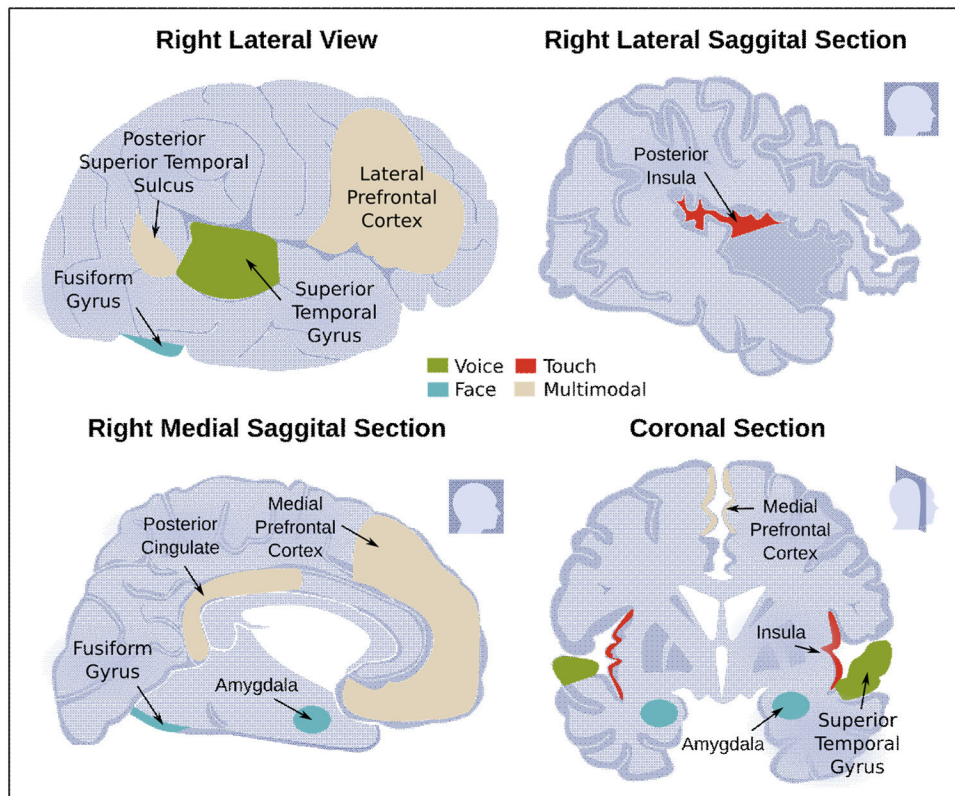 Right Lateral View
Posterior
Superior Temporal
Sulcus
Lateral
Prefrontal
Cortex
Fusiform
Gyrus
Superior
Temporal
Gyrus
Right Lateral Saggital Section
Posterior
Insula
Voice
Touch
Face
Multimodal
Right Medial Saggital Section
Posterior
Cingulate
Medial
Prefrontal
Cortex
Fusiform
Gyrus
Amygdala
Coronal Section
Medial
Prefrontal
Cortex
Insula
Amygdala
Superior
Temporal
Gyrus